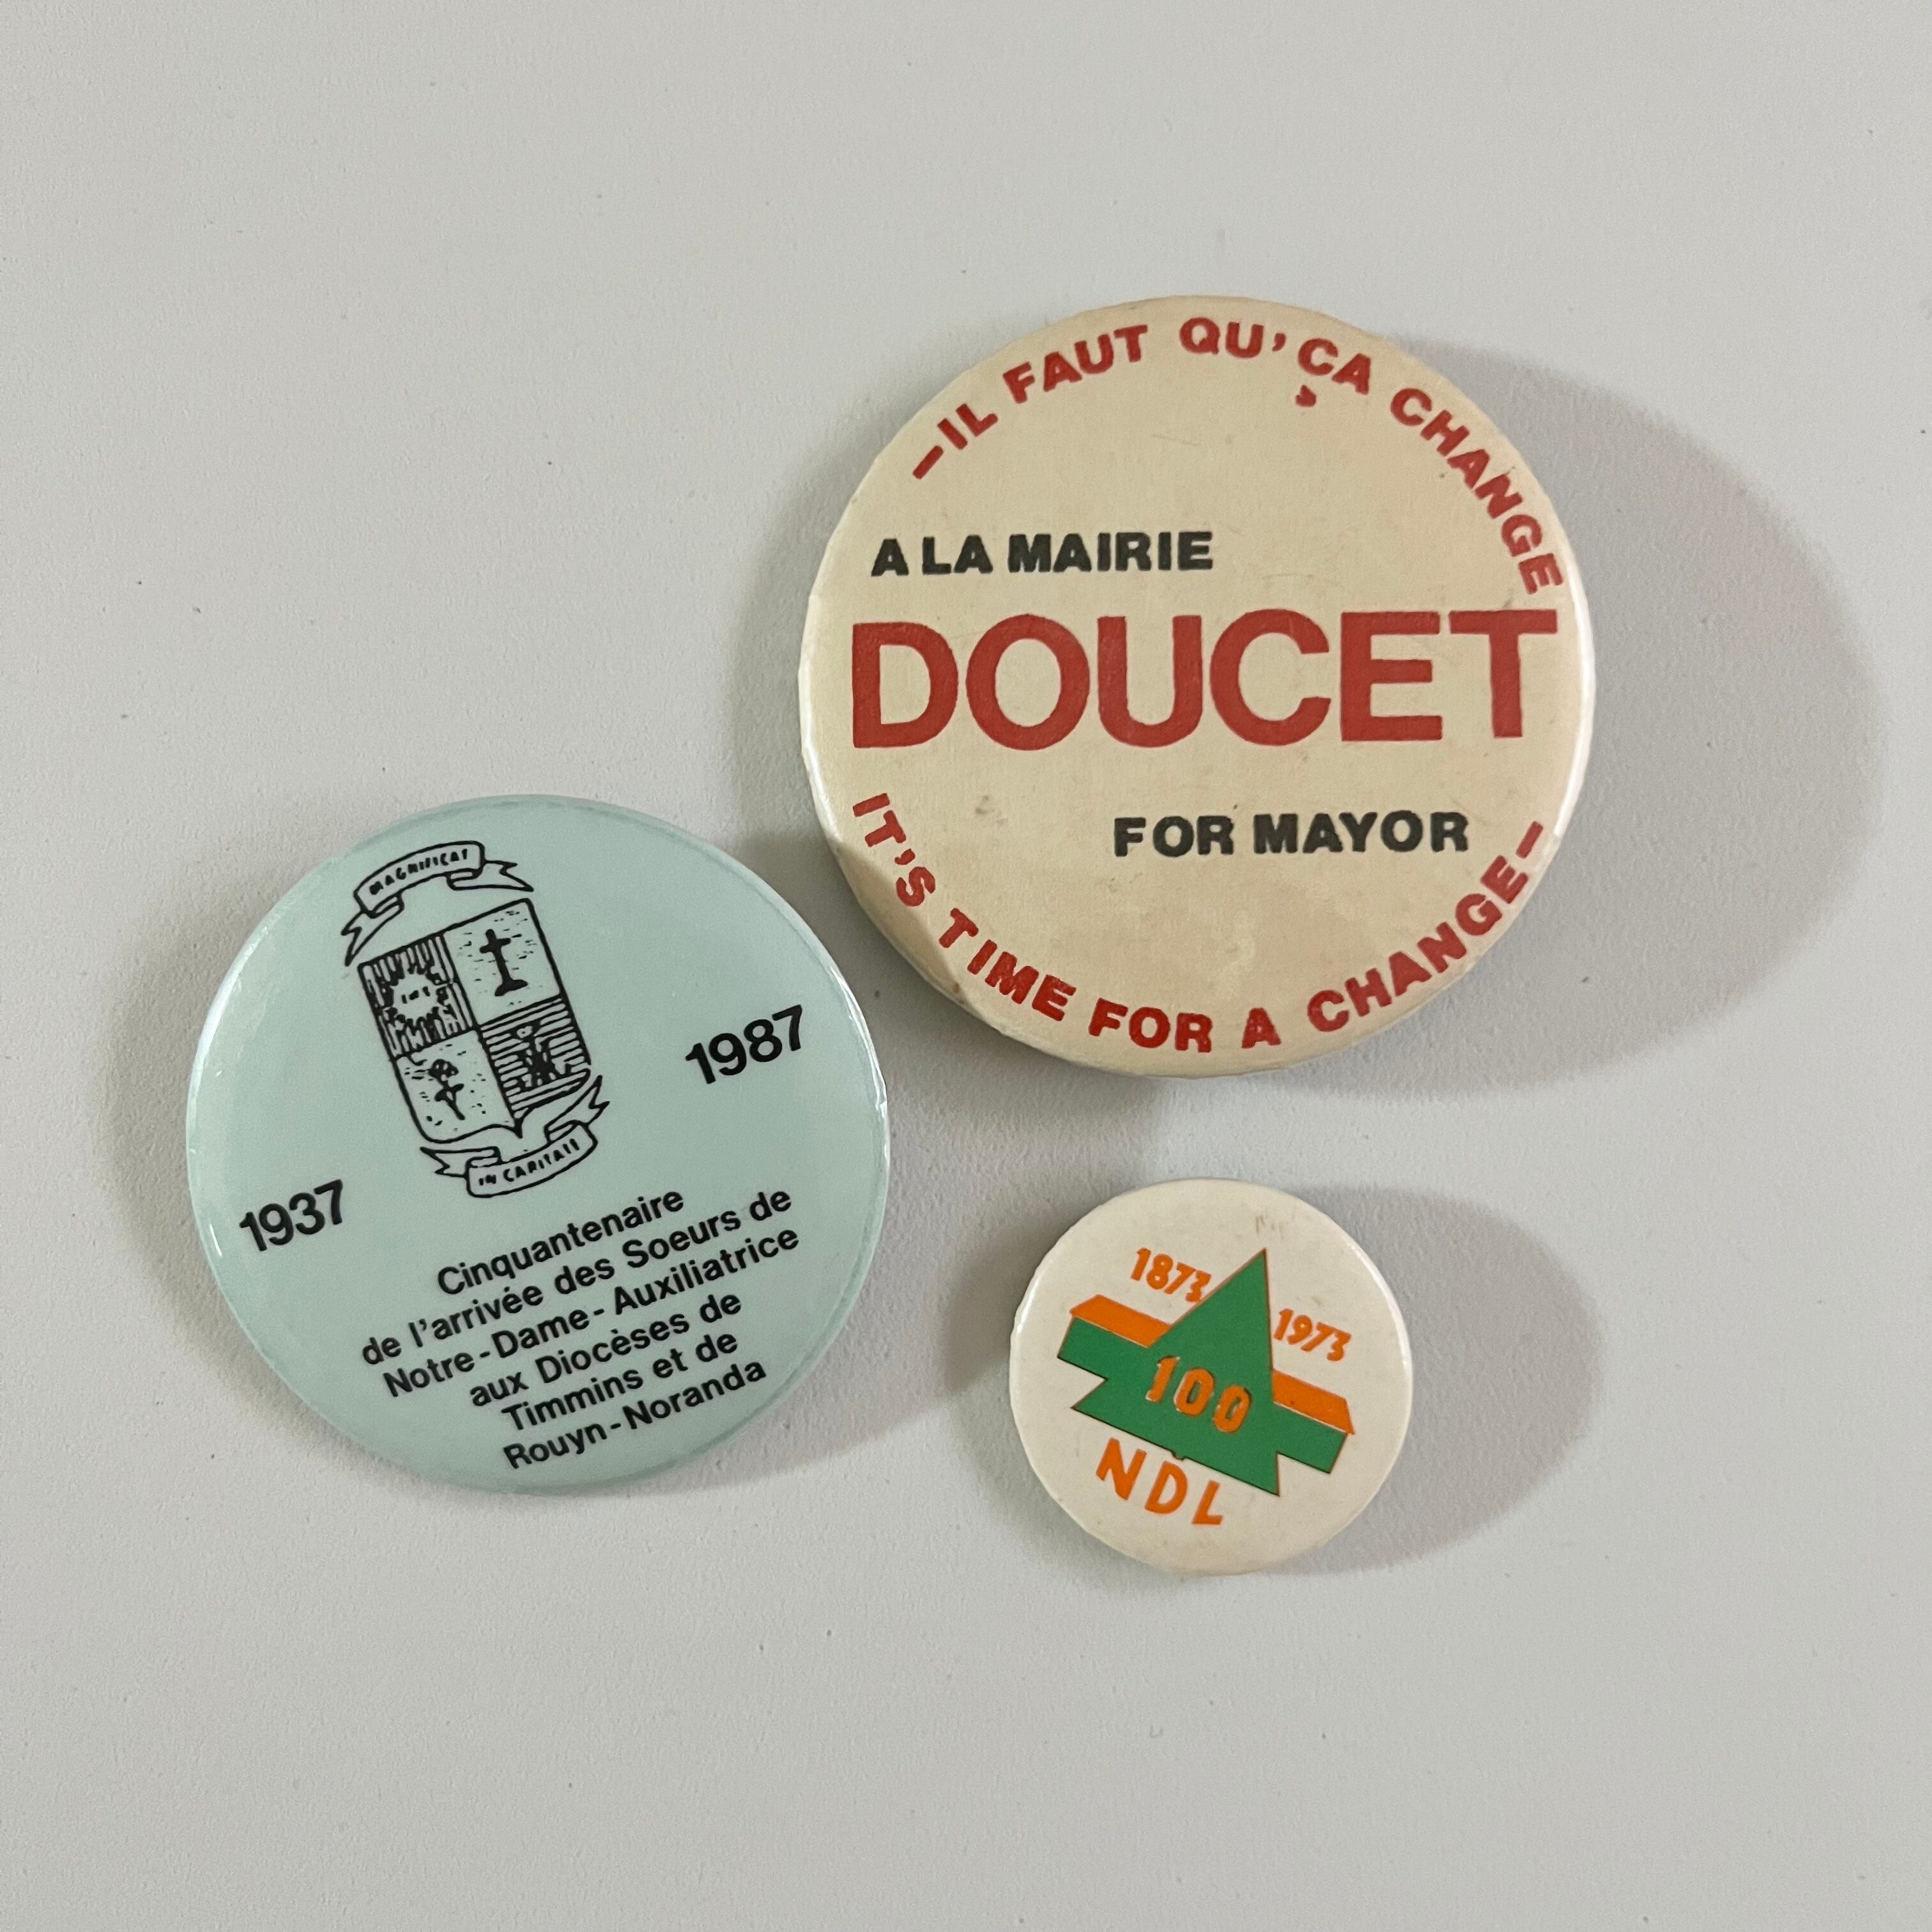 —IL FAUT QU'ÇA CHANGE
A LA MAIRIE
DOUCET
FOR MAYOR
IT'S TIME FOR A CHANGE—
MAGNIFICAT
IN CARITATE
1937
1987
Cinquantenaire
de l'arrivée des Soeurs de
Notre-Dame-Auxiliatrice
aux Diocèses de
Timmins et de
Rouyn-Noranda
1873
1973
100
NDL